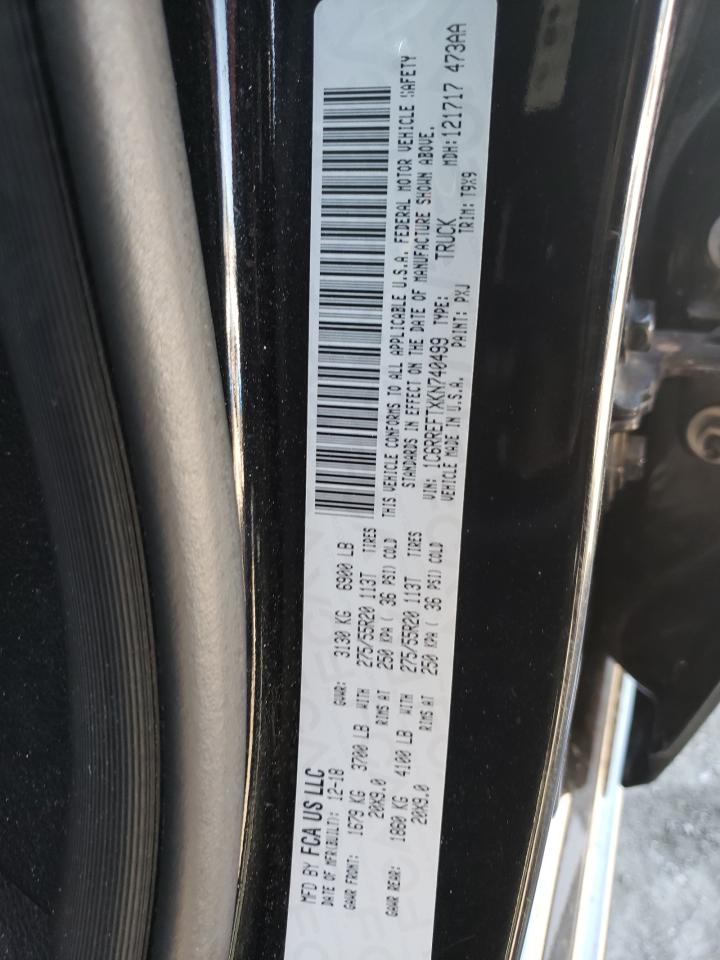 MFD BY FCA US LLC
DATE OF MFR(BUILT): 12-18 GVWR: 3130 KG 6900 LB
GAWR FRONT: 1679 KG 3700 LB WITH 275/55R20 113T TIRES
20X9.0 RIMS AT 250 KPA ( 36 PSI) COLD
GAWR REAR: 1860 KG 4100 LB WITH 275/55R20 113T TIRES
20X9.0 RIMS AT 250 KPA ( 36 PSI) COLD
THIS VEHICLE CONFORMS TO ALL APPLICABLE U.S.A. FEDERAL MOTOR VEHICLE SAFETY
STANDARDS IN EFFECT ON THE DATE OF MANUFACTURE SHOWN ABOVE.
VIN: 1C6RREFTXKN740499 TYPE: TRUCK MDH:121717 473AA
VEHICLE MADE IN U.S.A. PAINT: PXJ TRIM: T9X9